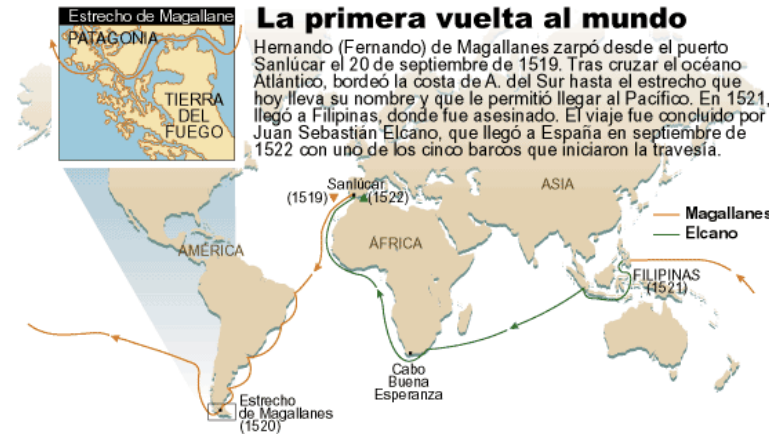 Estrecho de Magallane
PATAGONIA
TIERRA
DEL
FUEGO
La primera vuelta al mundo
Hernando (Fernando) de Magallanes zarpó desde el puerto
Sanlúcar el 20 de septiembre de 1519. Tras cruzar el océano
Atlántico, bordeó la costa de A. del Sur hasta el estrecho que
hoy lleva su nombre y que le permitió llegar al Pacífico. En 1521,
llegó a Filipinas, donde fue asesinado. El viaje fue concluido por
Juan Sebastián Elcano, que llegó a España en septiembre de
1522 con uno de los cinco barcos que iniciaron la travesía.
Sanlúcar
(1519)
(1522)
ASIA
Magallanes
Elcano
AMÉRICA
ÁFRICA
FILIPINAS
(1521)
Cabo
Buena
Esperanza
Estrecho
de Magallanes
(1520)